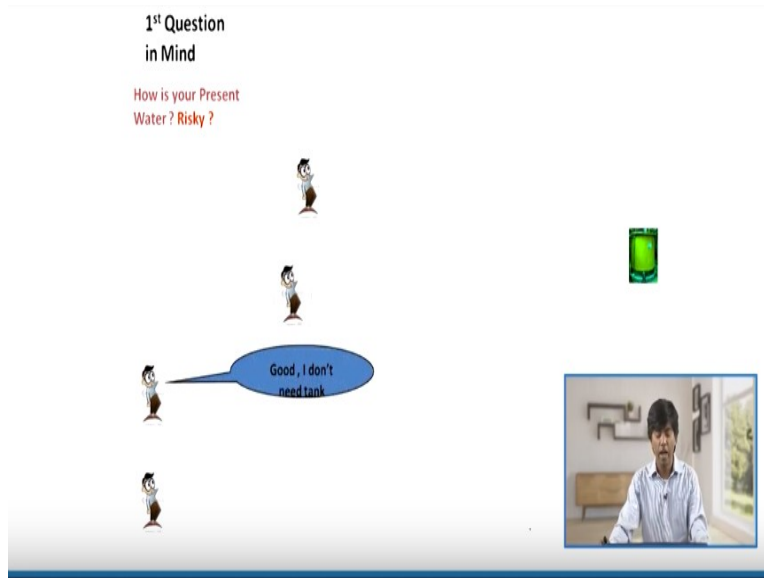 1st Question
in Mind
How is your Present
Water ? Risky ?
Good , I don't
need tank